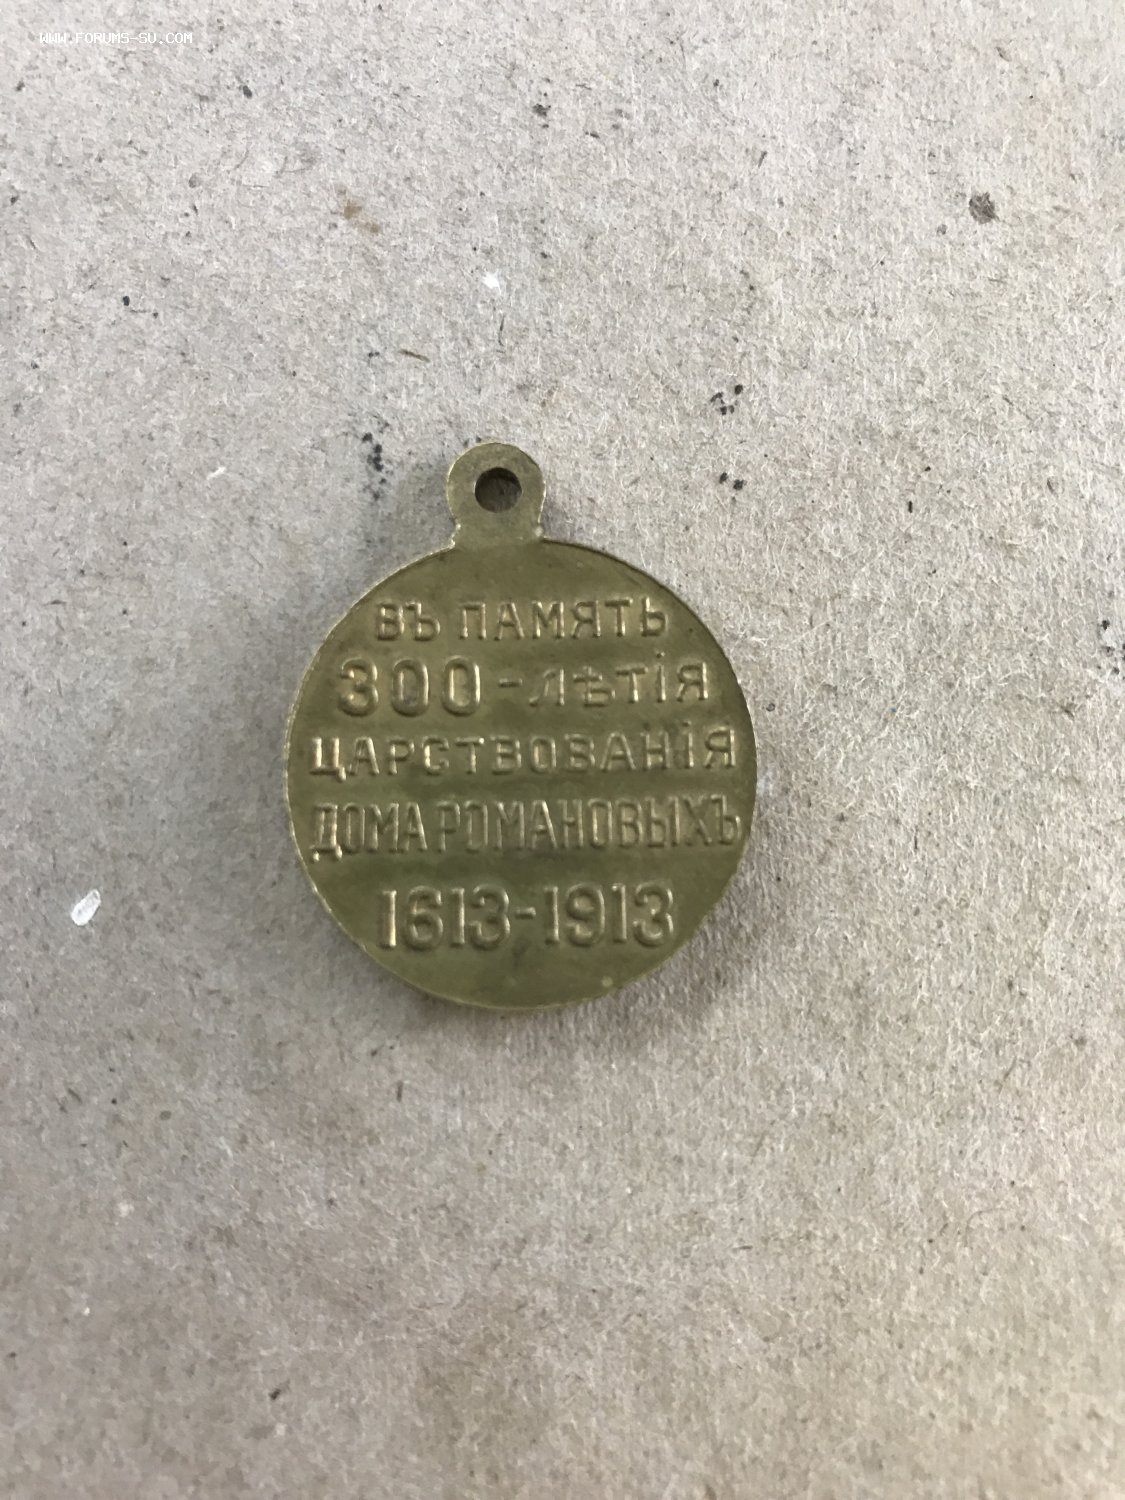 WWW.FORUMS-SU.COM
ВЪ ПАМЯТЬ
300-ЛѢТІЯ
ЦАРСТВОВАНІЯ
ДОМА РОМАНОВЫХЪ
1613-1913